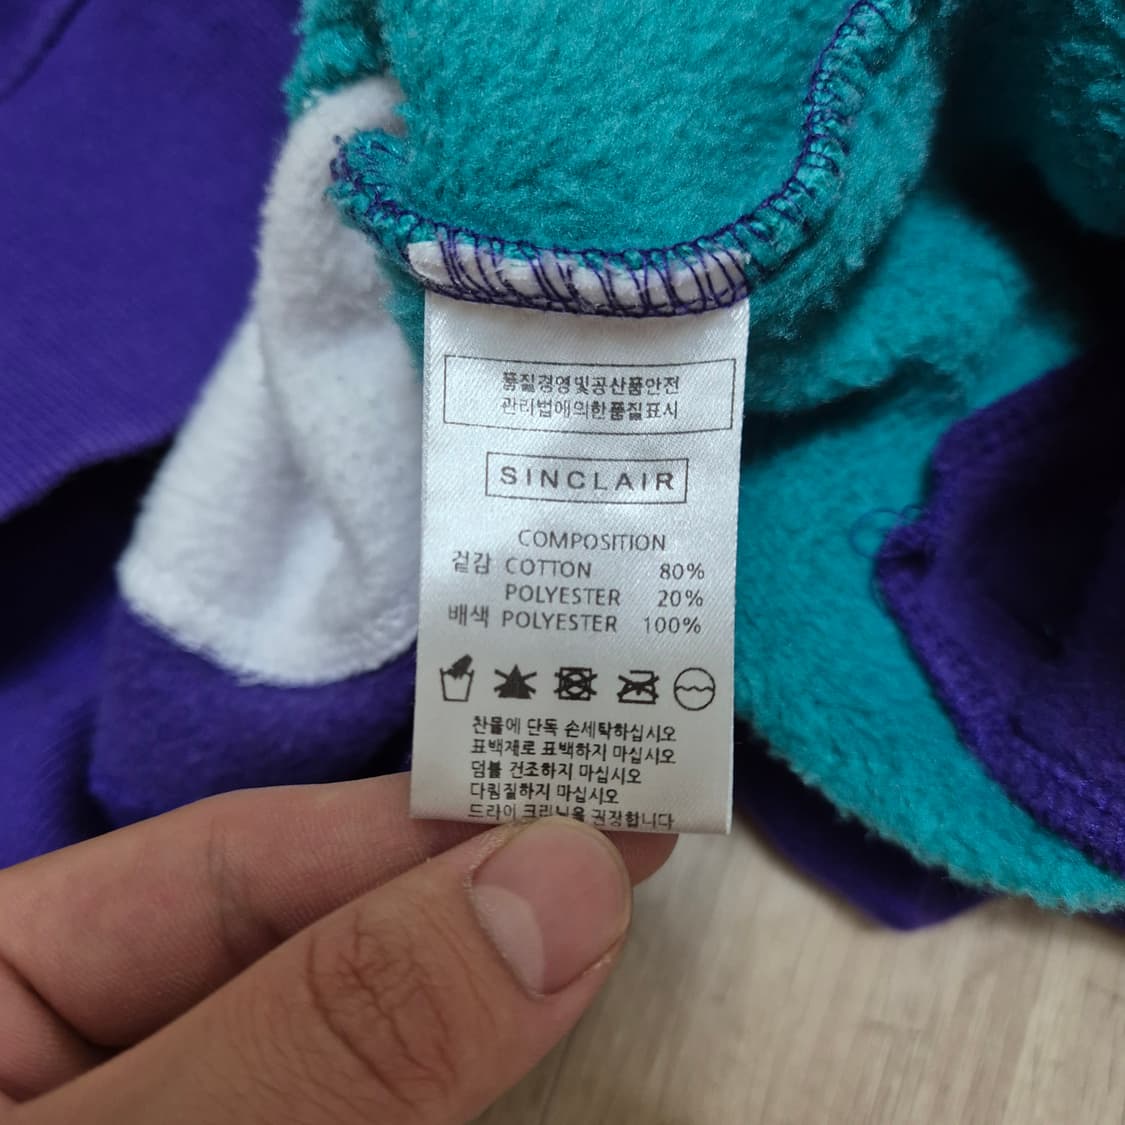 품질경영및공산품안전
관리법에의한품질표시
SINCLAIR
COMPOSITION
겉감 COTTON 80%
POLYESTER 20%
배색 POLYESTER 100%
찬물에 단독 손세탁하십시오
표백제로 표백하지 마십시오
덤블 건조하지 마십시오
다림질하지 마십시오
드라이 크리닝을 권장합니다